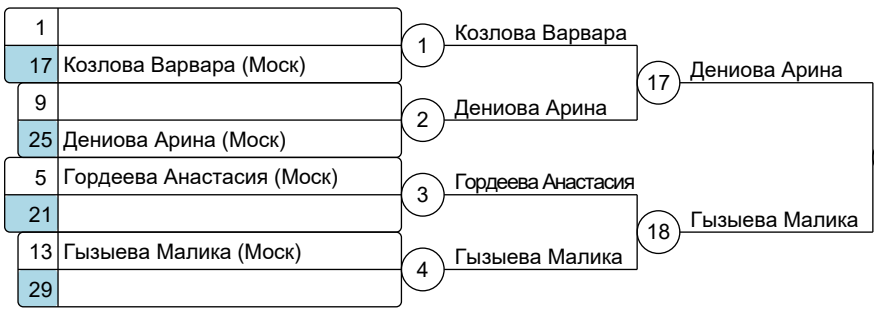 1
1 Козлова Варвара
17 Козлова Варвара (Моск)
17 Дениова Арина
9
2 Дениова Арина
25 Дениова Арина (Моск)
5 Гордеева Анастасия (Моск)
3 Гордеева Анастасия
21
18 Гызыева Малика
13 Гызыева Малика (Моск)
4 Гызыева Малика
29